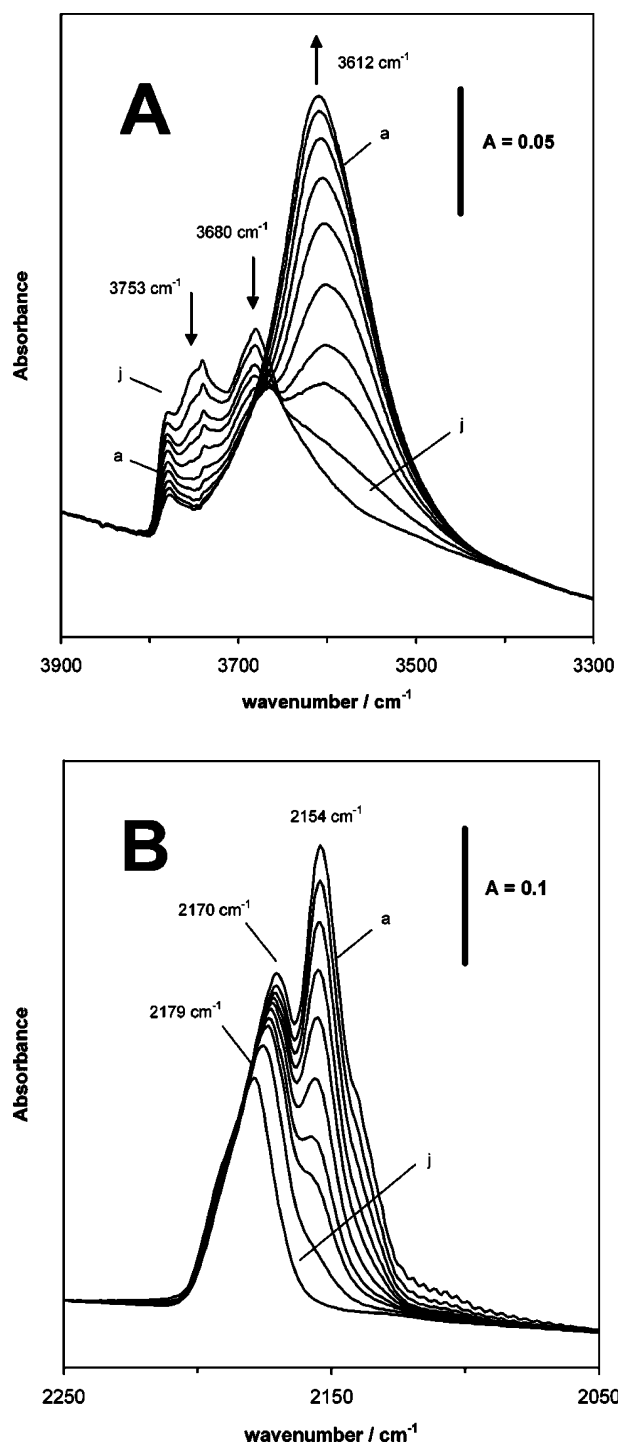 3612 cm-1
A
a
A = 0.05
3680 cm-1
3753 cm-1
j
a
j
Absorbance
3900 3700 3500 3300
wavenumber / cm-1
2154 cm-1
B
a
A = 0.1
2170 cm-1
2179 cm-1
j
Absorbance
2250 2150 2050
wavenumber / cm-1